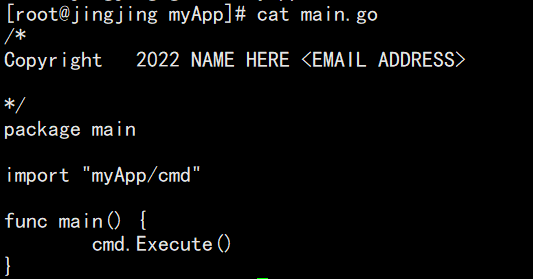 [root@jingjing myApp]# cat main.go
/*
Copyright   2022 NAME HERE <EMAIL ADDRESS>

*/
package main

import "myApp/cmd"

func main() {
        cmd.Execute()
}